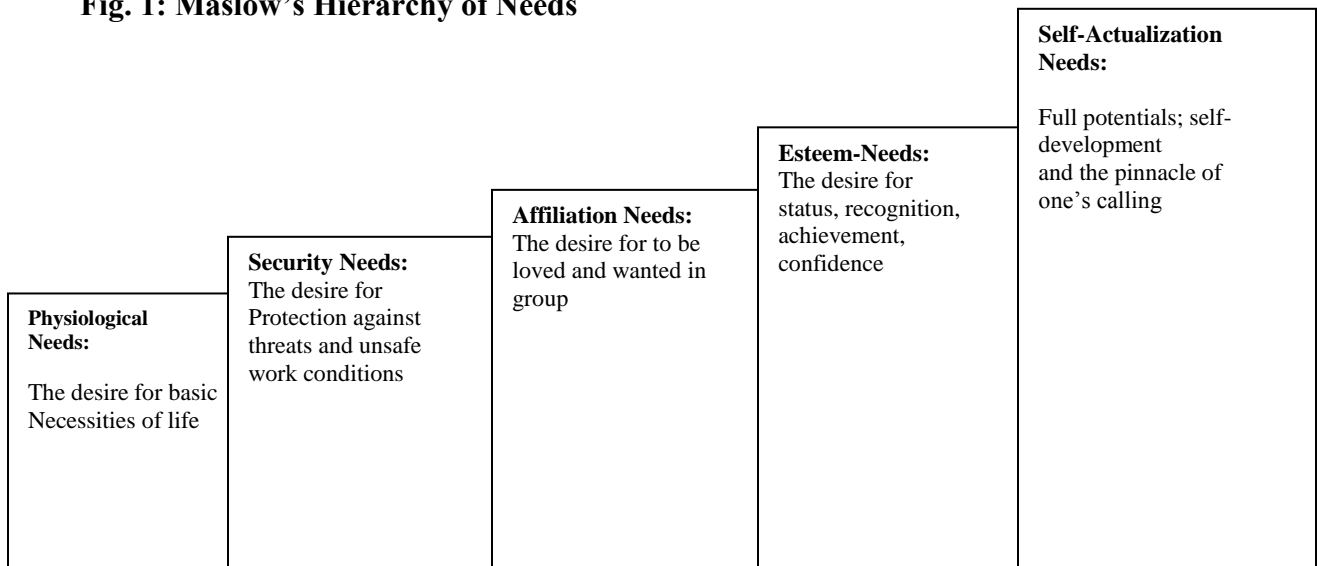 Fig. 1: Maslow's Hierarchy of Needs
Physiological
Needs:
The desire for basic
Necessities of life
Security Needs:
The desire for
Protection against
threats and unsafe
work conditions
Affiliation Needs:
The desire for to be
loved and wanted in
group
Esteem-Needs:
The desire for
status, recognition,
achievement,
confidence
Self-Actualization
Needs:
Full potentials; self-
development
and the pinnacle of
one's calling